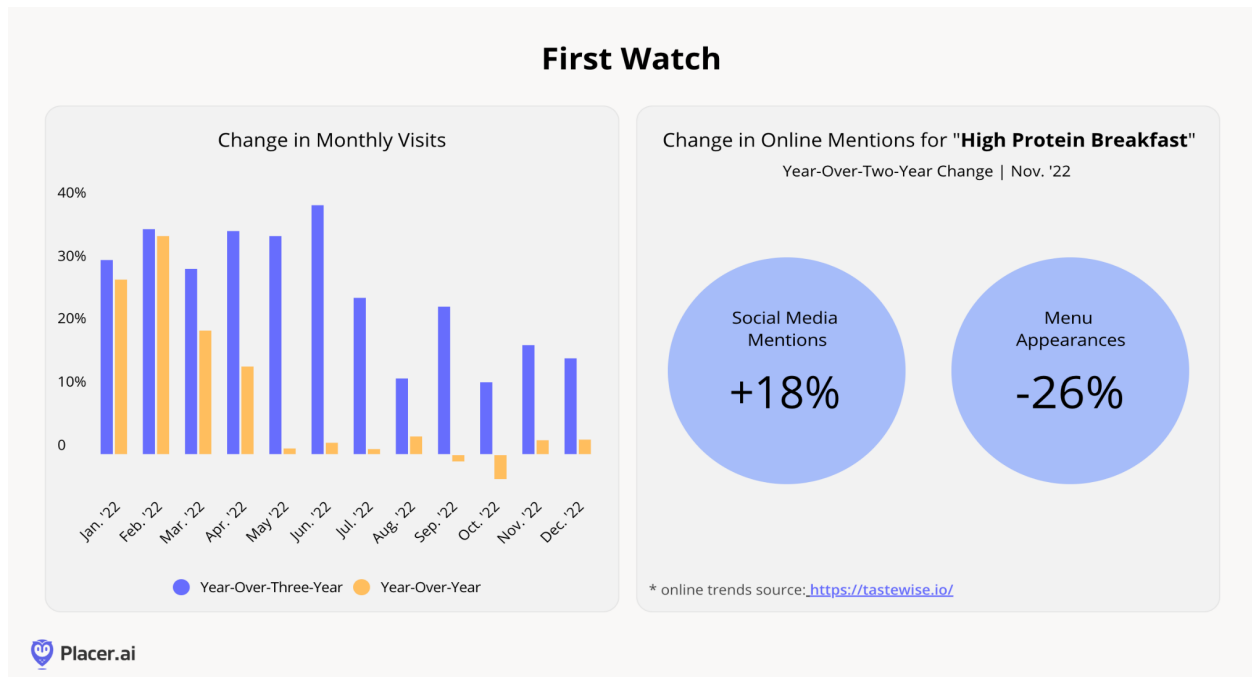 First Watch
Change in Monthly Visits
40%
30%
20%
10%
0
Jan. '22
Feb. '22
Mar. '22
Apr. '22
May '22
Jun. '22
Jul. '22
Aug. '22
Sep. '22
Oct. '22
Nov. '22
Dec. '22
Year-Over-Three-Year
Year-Over-Year
Change in Online Mentions for "High Protein Breakfast"
Year-Over-Two-Year Change | Nov. '22
Social Media
Mentions
+18%
Menu
Appearances
-26%
* online trends source: https://tastewise.io/
Placer.ai